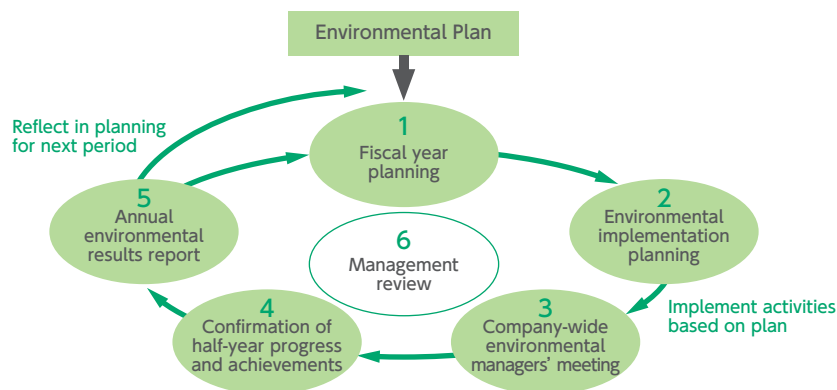 Environmental Plan
Reflect in planning
for next period
1
Fiscal year
planning
2
Environmental
implementation
planning
Implement activities
based on plan
3
Company-wide
environmental
managers’ meeting
4
Confirmation of
half-year progress
and achievements
5
Annual
environmental
results report
6
Management
review